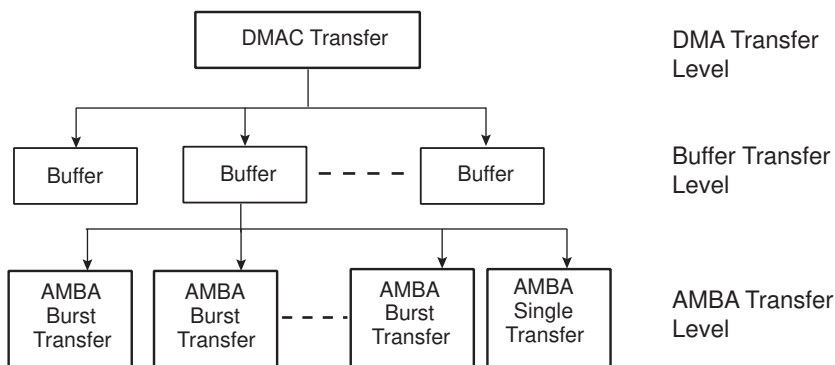 DMAC Transfer
DMA Transfer
Level
Buffer
Buffer
Buffer
Buffer Transfer
Level
AMBA
Burst
Transfer
AMBA
Burst
Transfer
AMBA
Burst
Transfer
AMBA
Single
Transfer
AMBA Transfer
Level